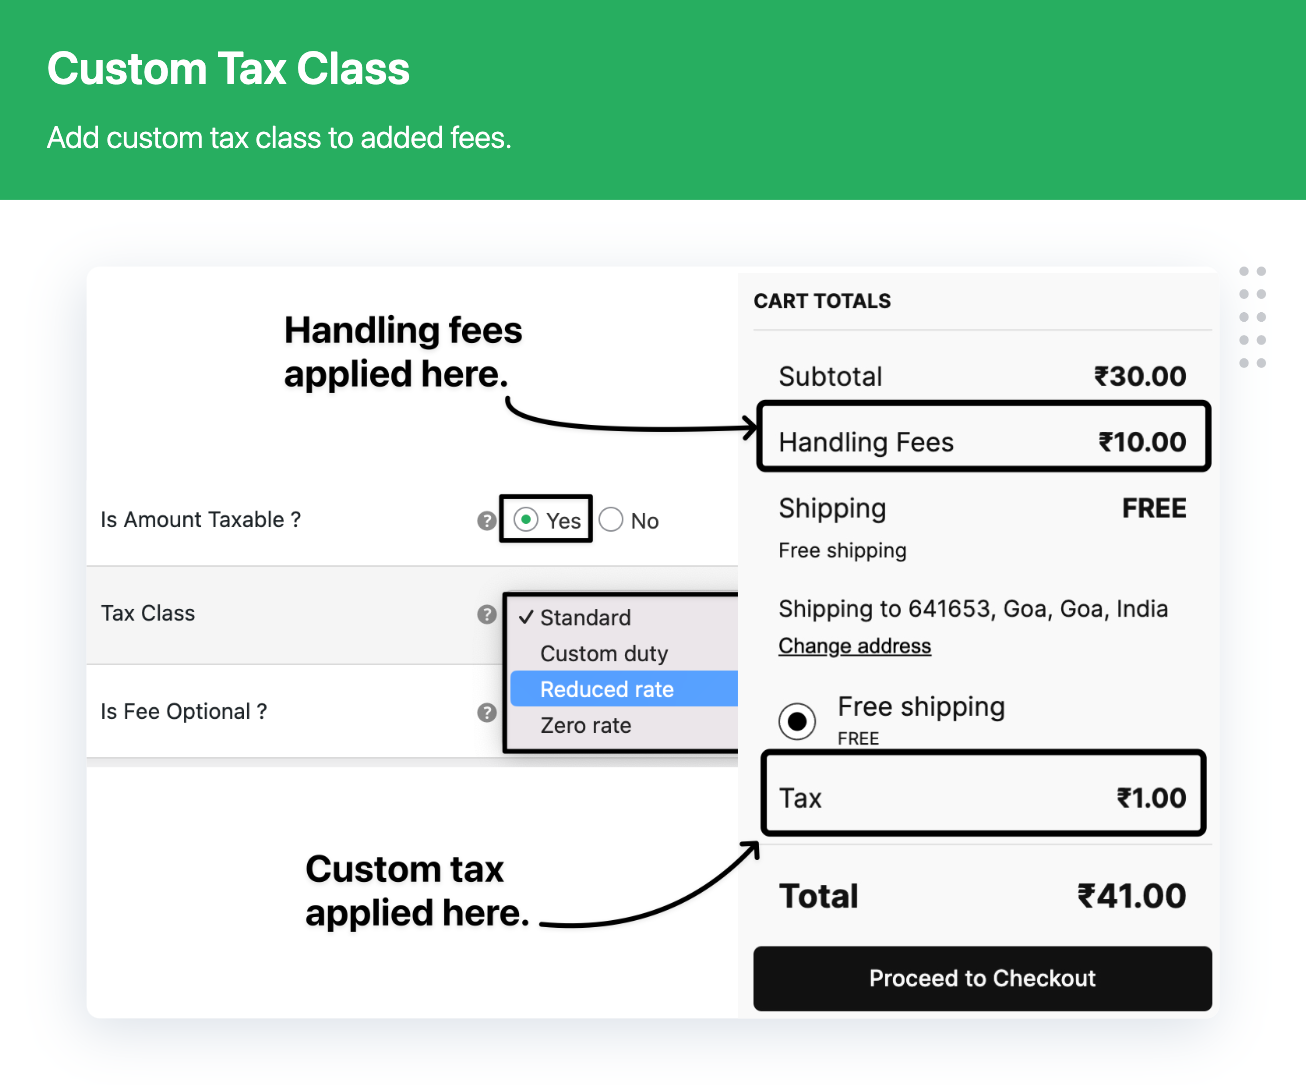 Custom Tax Class
Add custom tax class to added fees.
Handling fees
applied here.
Is Amount Taxable ?
?
Yes
No
Tax Class
?
✓ Standard
Custom duty
Reduced rate
Zero rate
Is Fee Optional ?
?
Custom tax
applied here.
CART TOTALS
Subtotal ₹30.00
Handling Fees ₹10.00
Shipping FREE
Free shipping
Shipping to 641653, Goa, Goa, India
Change address
Free shipping
FREE
Tax ₹1.00
Total ₹41.00
Proceed to Checkout